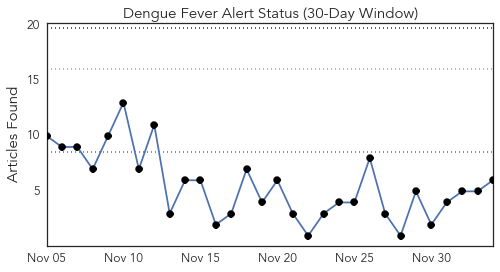 Dengue Fever Alert Status (30-Day Window)
20
15
10
5
Articles Found
Nov 05 Nov 10 Nov 15 Nov 20 Nov 25 Nov 30